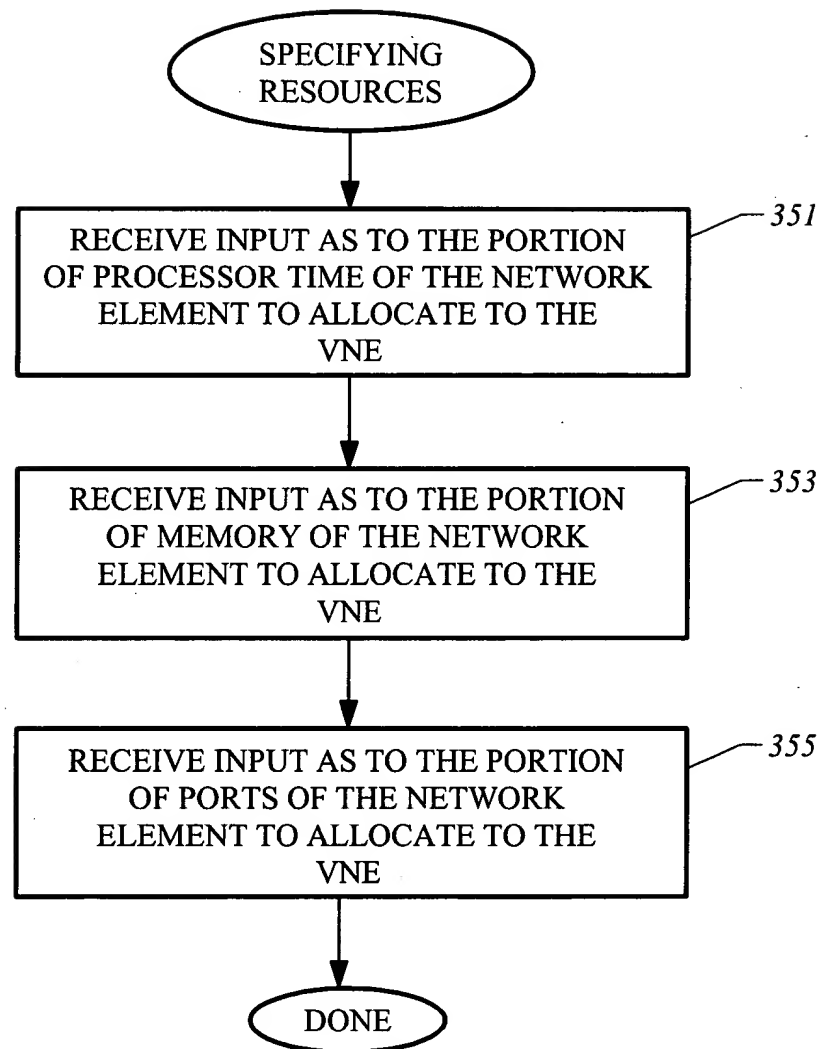 SPECIFYING
RESOURCES
351
RECEIVE INPUT AS TO THE PORTION
OF PROCESSOR TIME OF THE NETWORK
ELEMENT TO ALLOCATE TO THE
VNE
353
RECEIVE INPUT AS TO THE PORTION
OF MEMORY OF THE NETWORK
ELEMENT TO ALLOCATE TO THE
VNE
355
RECEIVE INPUT AS TO THE PORTION
OF PORTS OF THE NETWORK
ELEMENT TO ALLOCATE TO THE
VNE
DONE